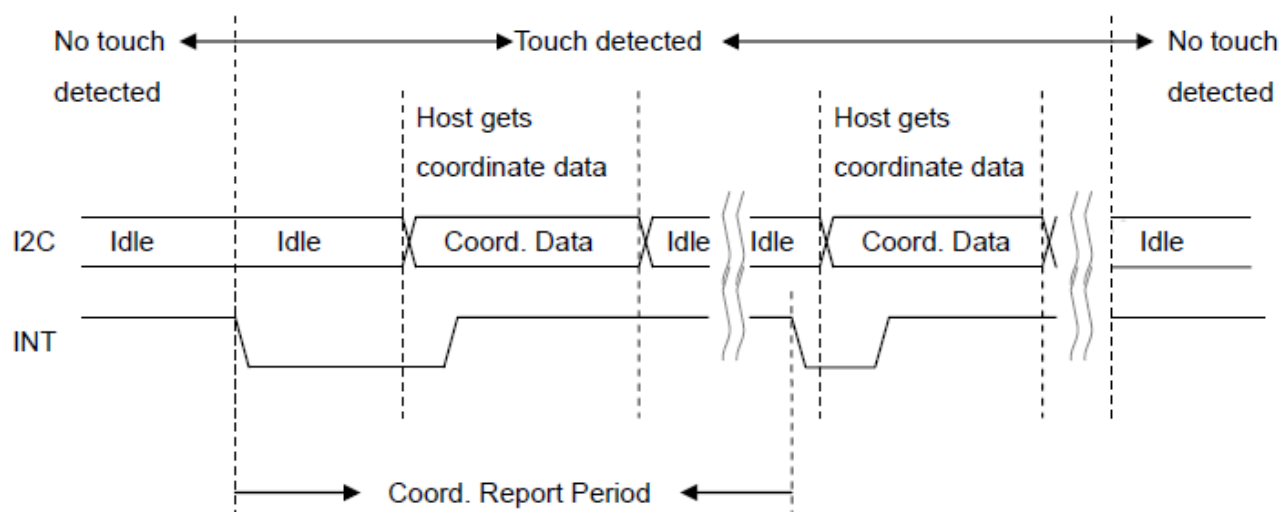 No touch
detected
Touch detected
No touch
detected
Host gets
coordinate data
Host gets
coordinate data
I2C
Idle
Idle
Coord. Data
Idle
Idle
Coord. Data
Idle
INT
Coord. Report Period